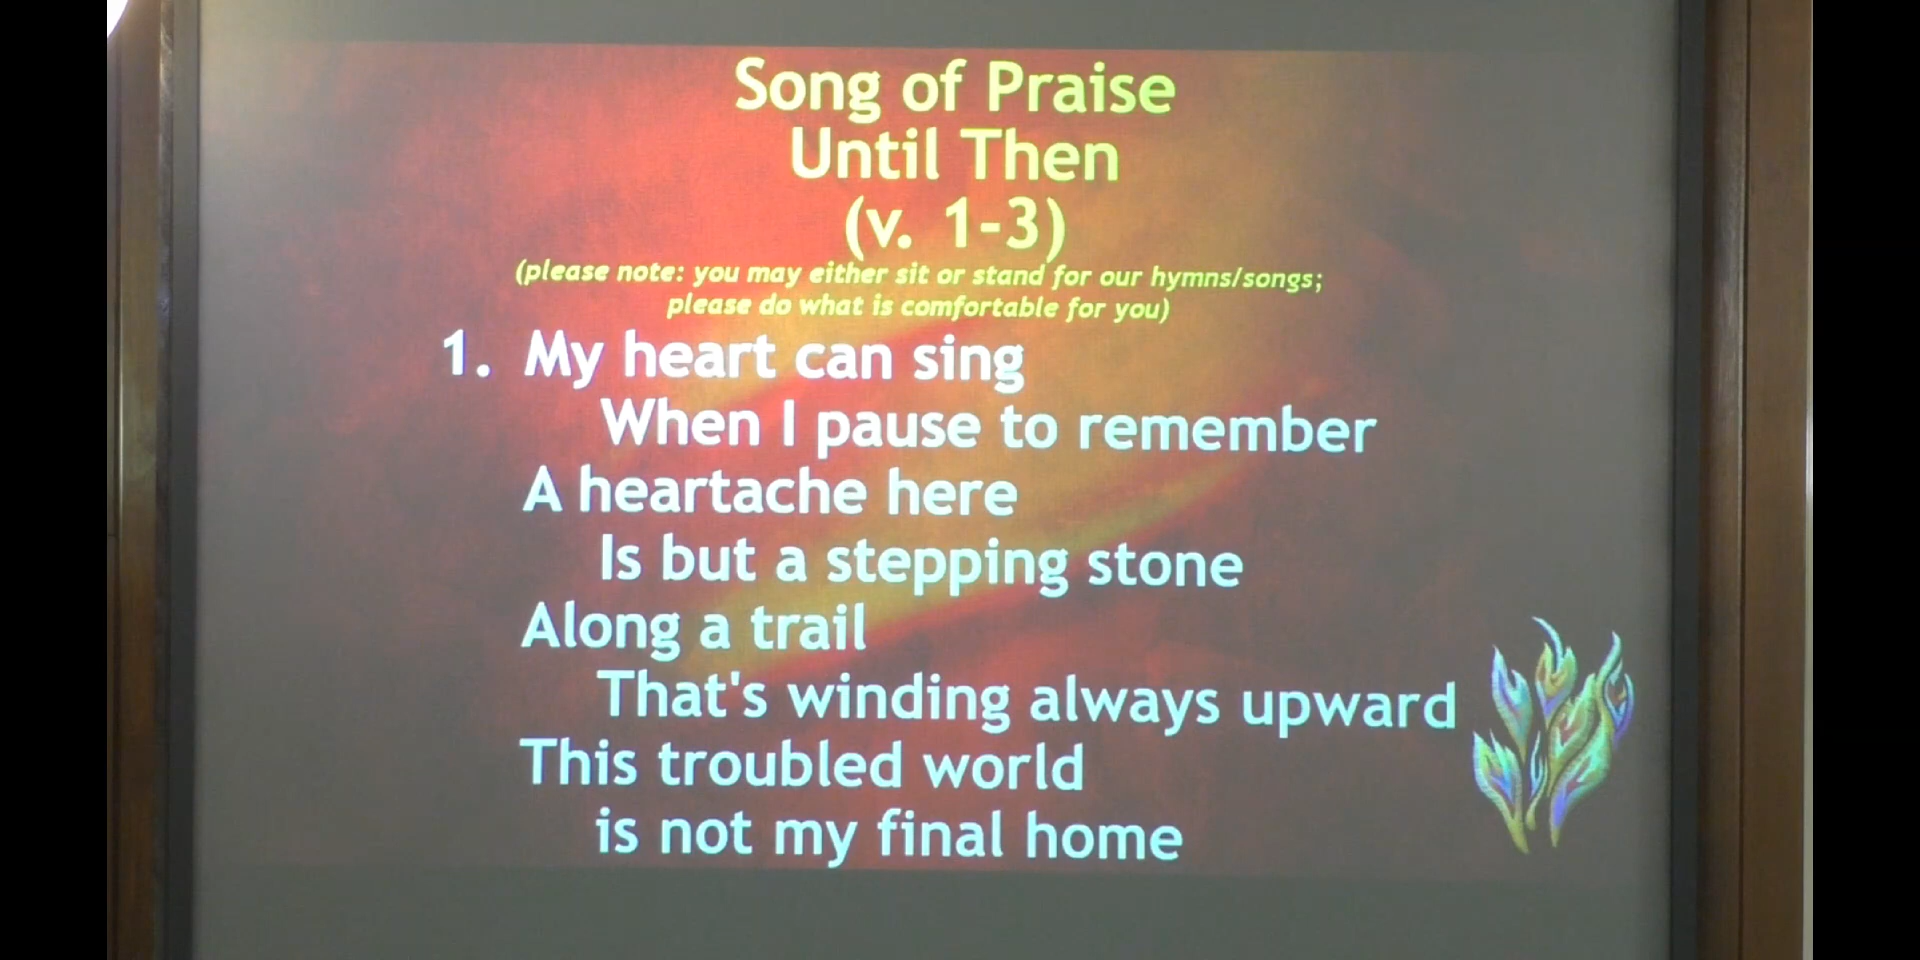 Song of Praise
Until Then
(v. 1-3)
(please note: you may either sit or stand for our hymns/songs;
please do what is comfortable for you)
1. My heart can sing
When I pause to remember
A heartache here
Is but a stepping stone
Along a trail
That's winding always upward
This troubled world
is not my final home